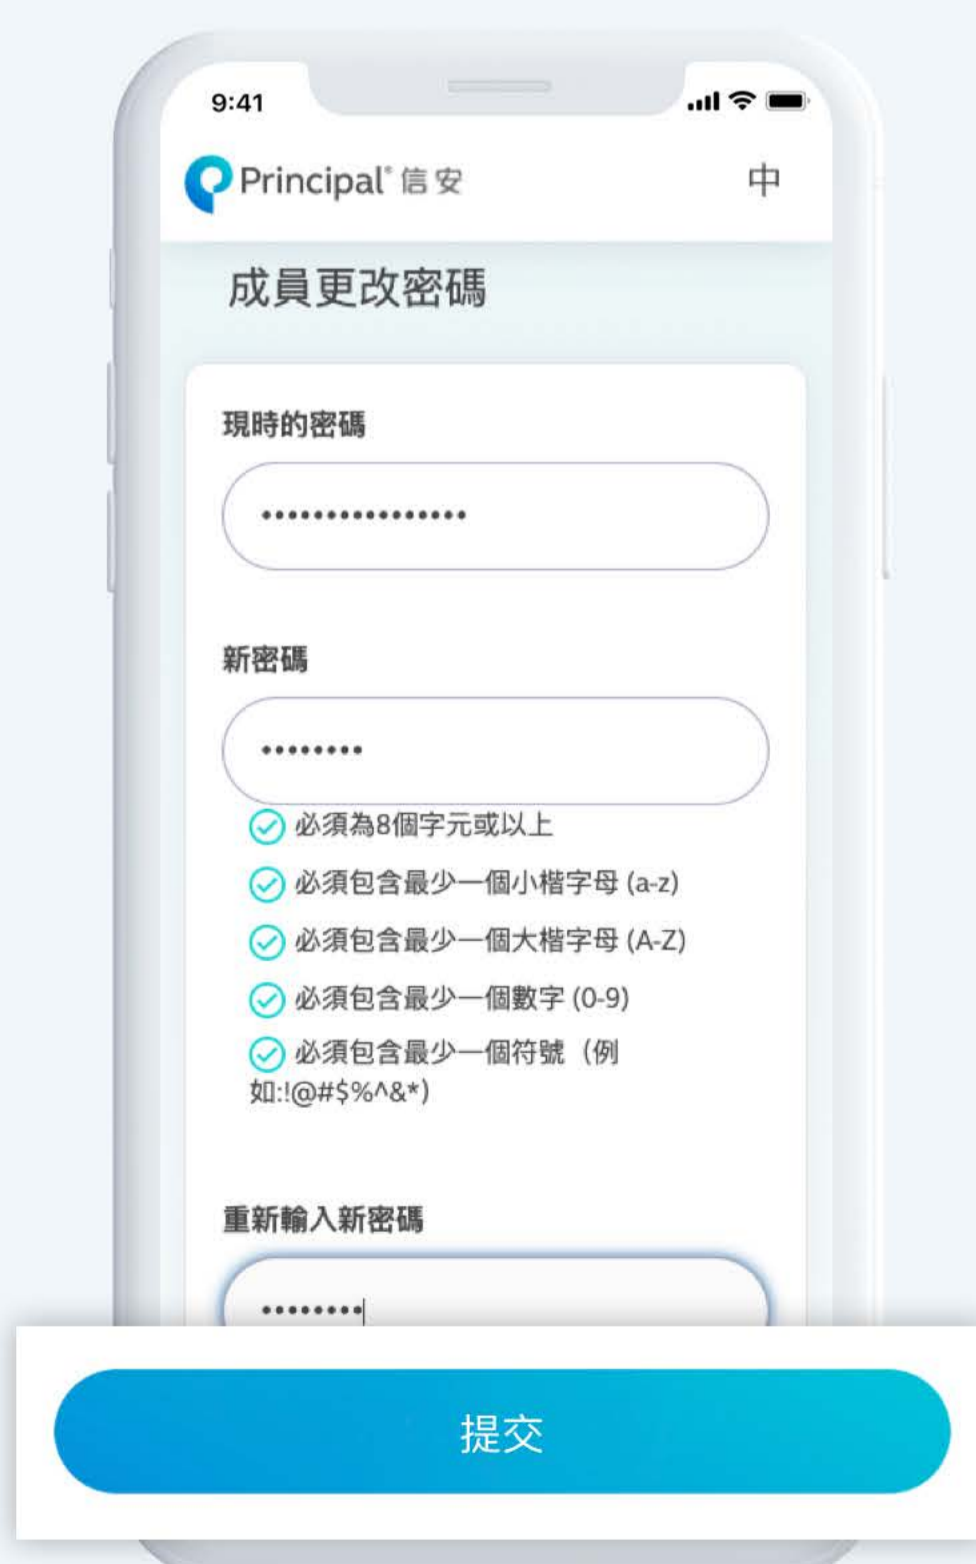 9:41
Principal® 信安
中
成員更改密碼
現時的密碼
••••••••••••••••
新密碼
••••••••
必須為8個字元或以上
必須包含最少一個小楷字母 (a-z)
必須包含最少一個大楷字母 (A-Z)
必須包含最少一個數字 (0-9)
必須包含最少一個符號（例
如:!@#$%^&*)
重新輸入新密碼
••••••••
提交